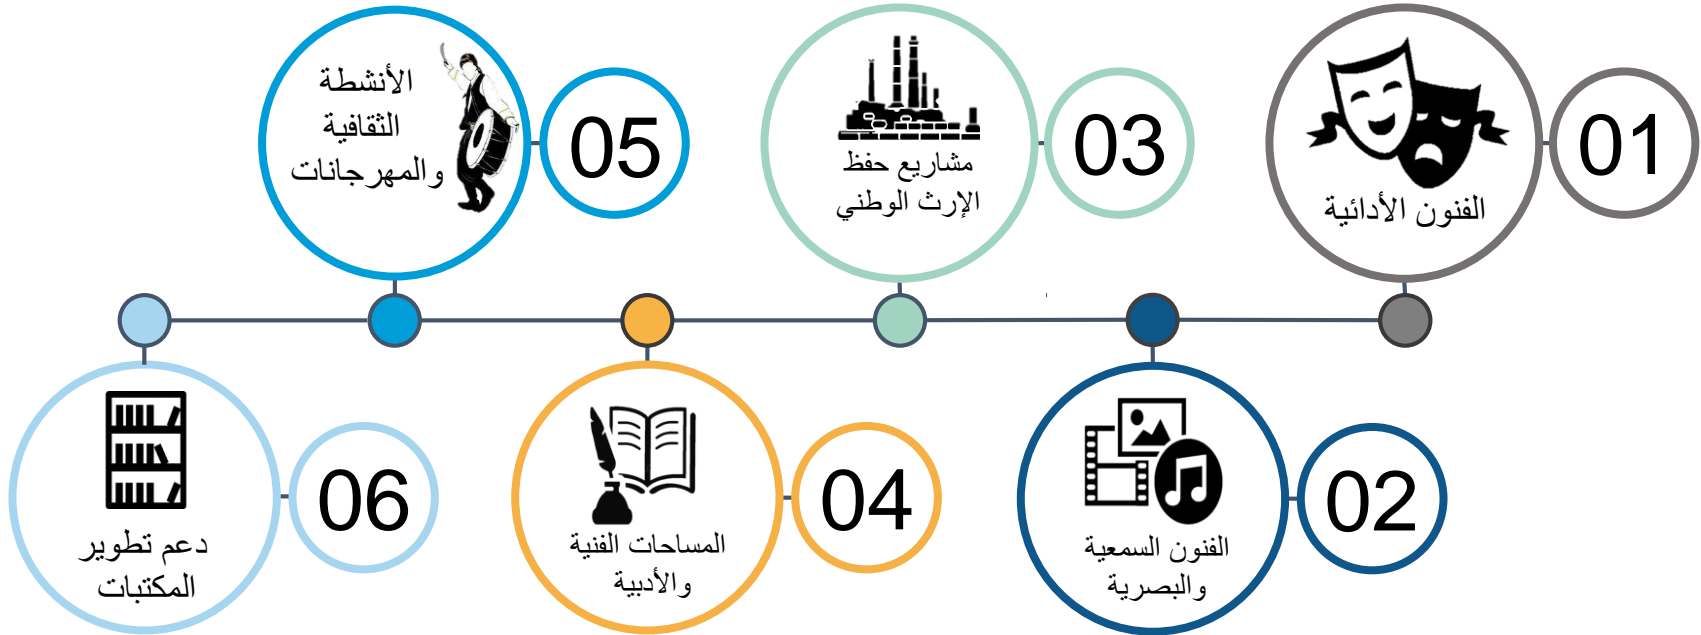 01
الفنون الأدائية
02
الفنون السمعية
والبصرية
03
مشاريع حفظ
الإرث الوطني
04
المساحات الفنية
والأدبية
05
الأنشطة
الثقافية
والمهرجانات
06
دعم تطوير
المكتبات